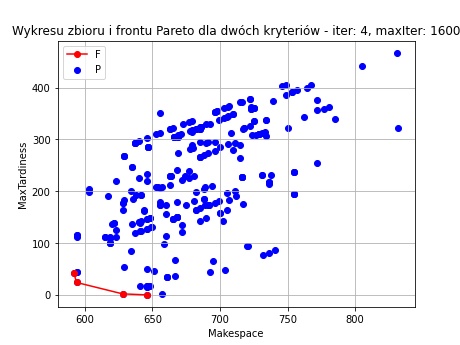 Wykresu zbioru i frontu Pareto dla dwóch kryteriów - iter: 4, maxIter: 1600
F
P
400
300
200
100
0
MaxTardiness
600
650
700
750
800
Makespace